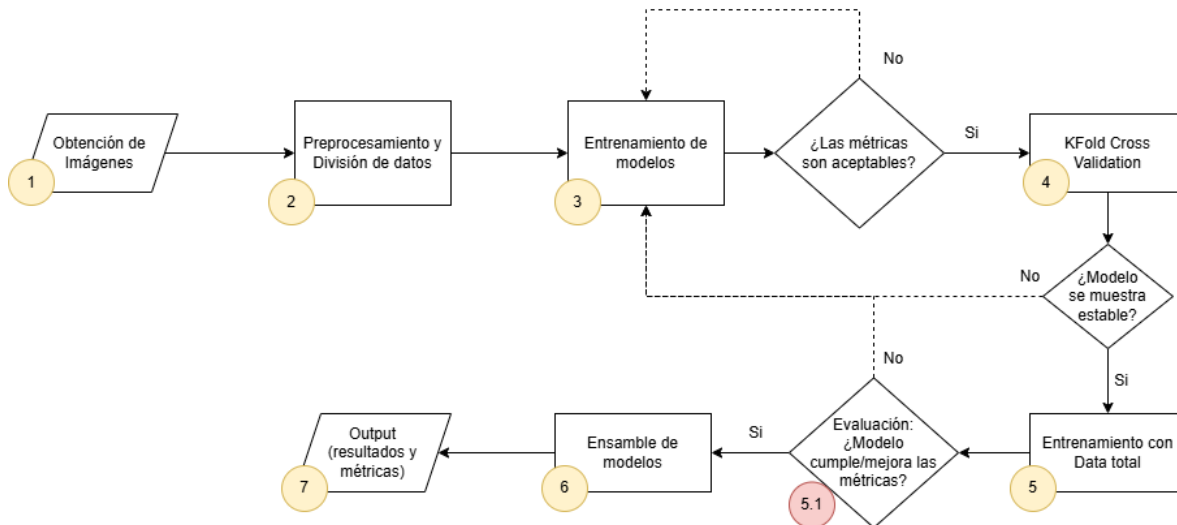 No
Obtención de
Imágenes
1
Preprocesamiento y
División de datos
2
Entrenamiento de
modelos
3
¿Las métricas
son aceptables?
Si
KFold Cross
Validation
4
No
¿Modelo
se muestra
estable?
Si
No
Output
(resultados y
métricas)
7
Ensamble de
modelos
6
Si
Evaluación:
¿Modelo
cumple/mejora las
métricas?
5.1
Entrenamiento con
Data total
5